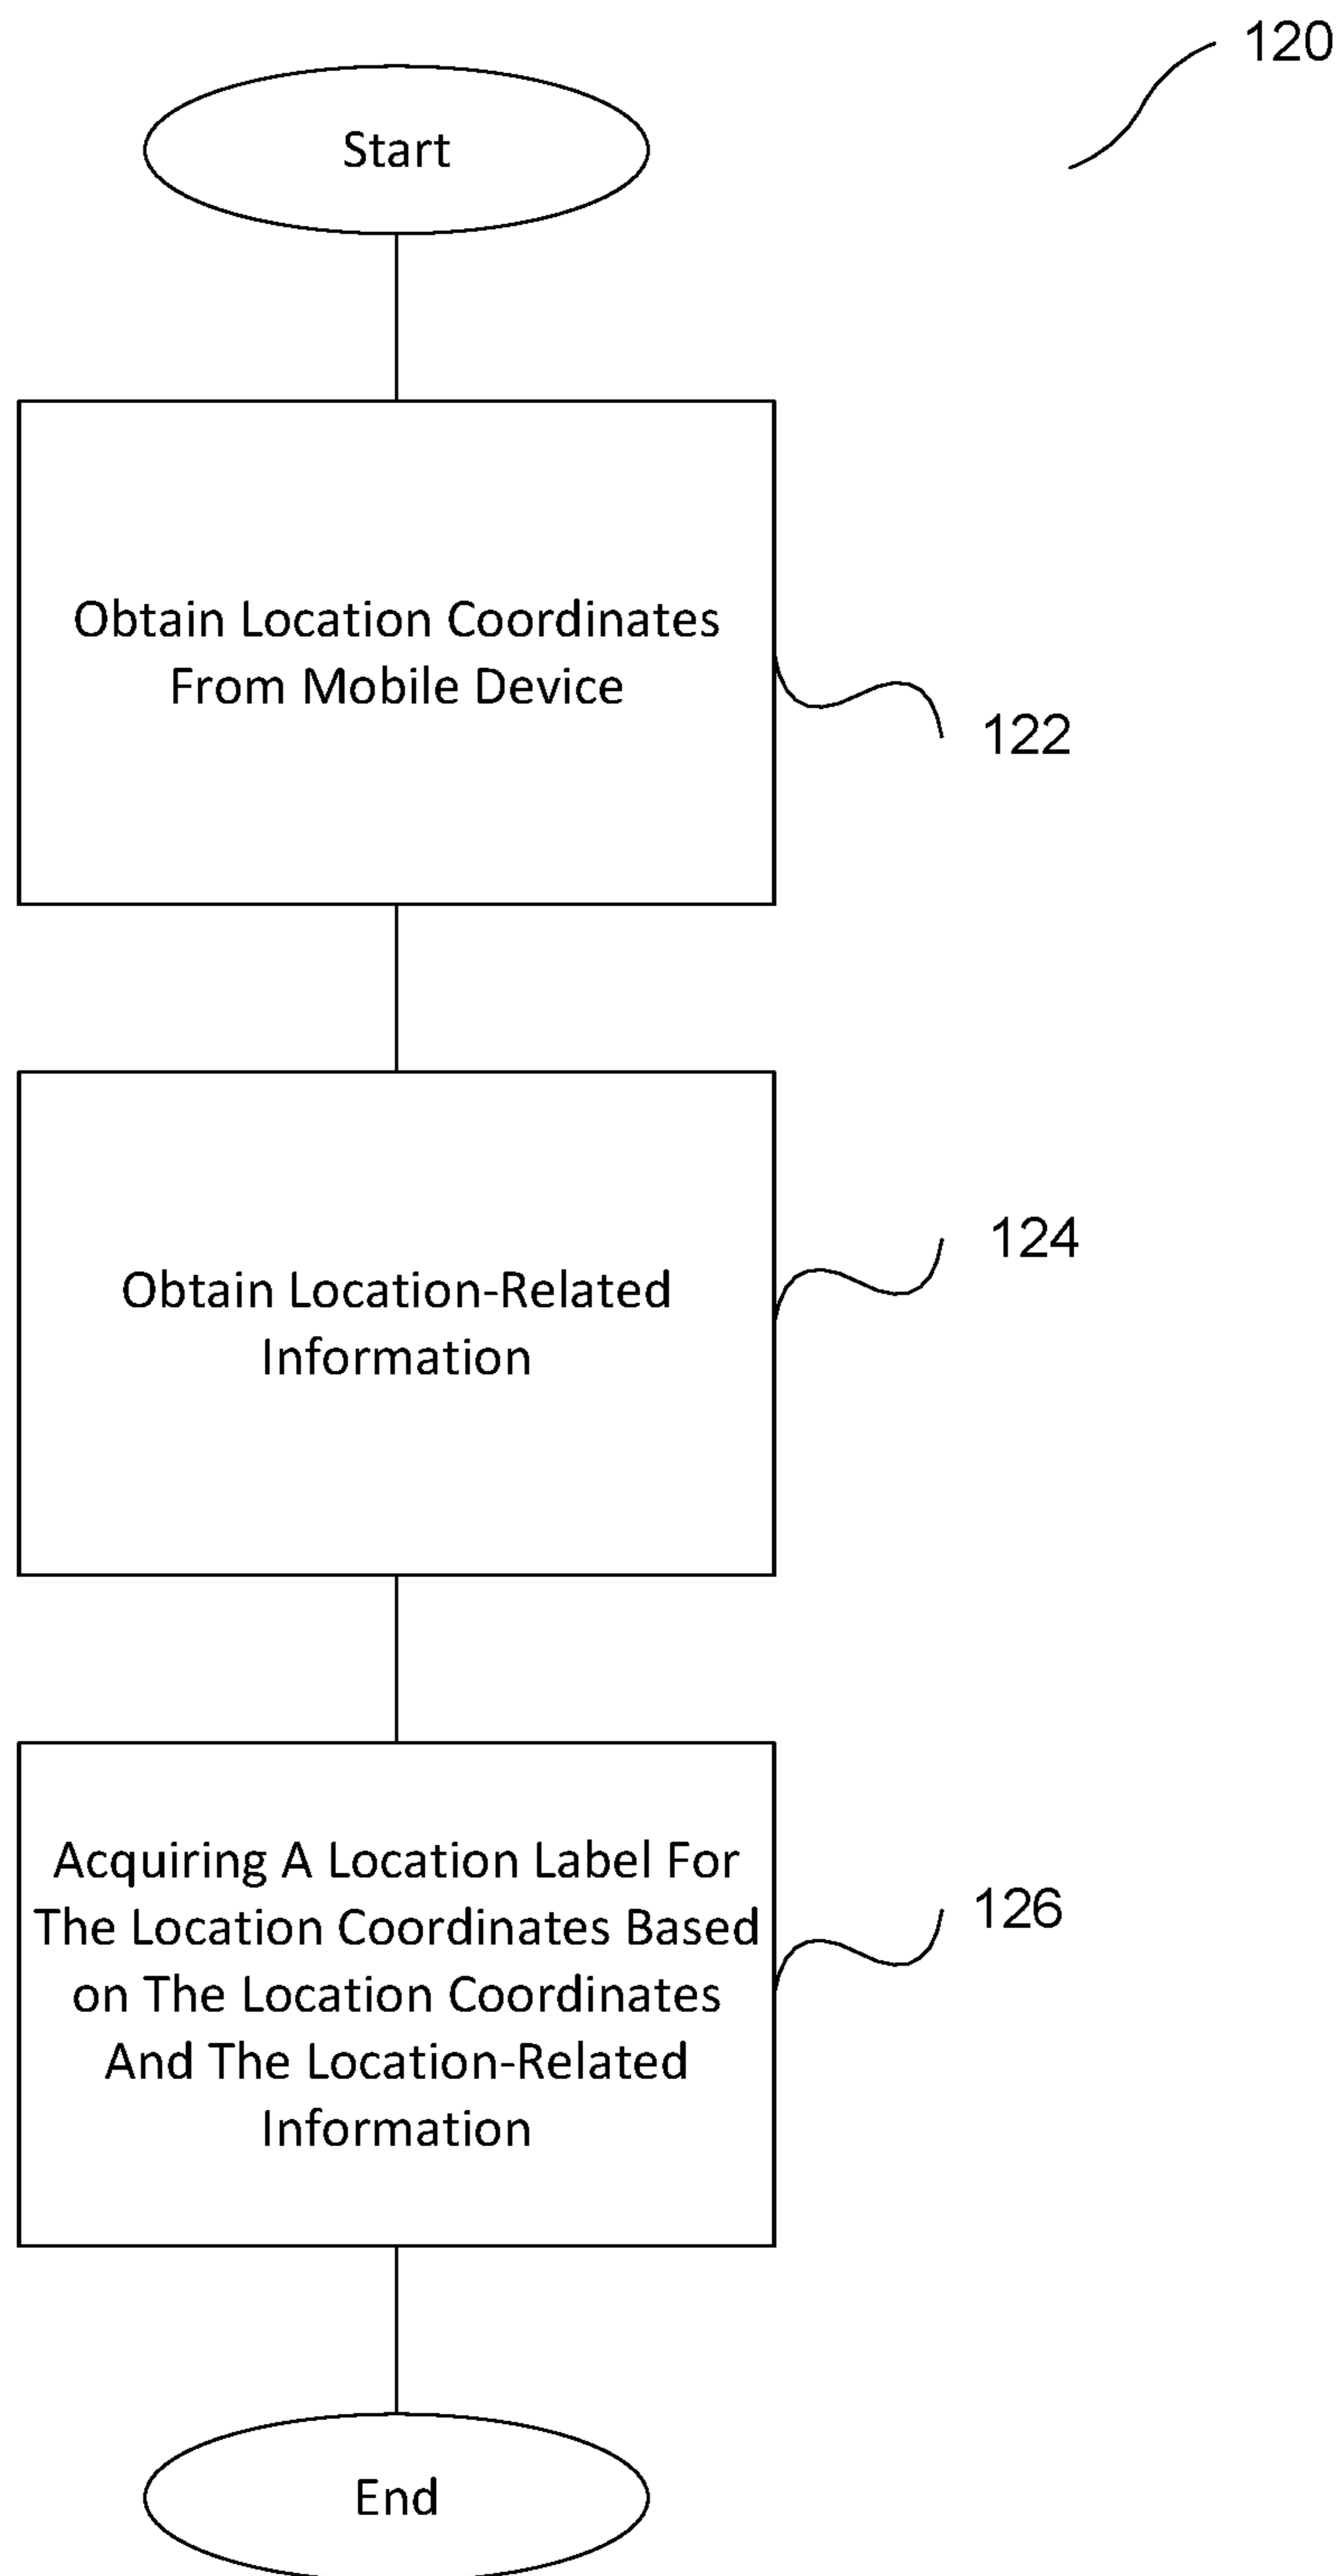 120
Start
Obtain Location Coordinates
From Mobile Device
122
124
Obtain Location-Related
Information
Acquiring A Location Label For
The Location Coordinates Based
on The Location Coordinates
And The Location-Related
Information
126
End